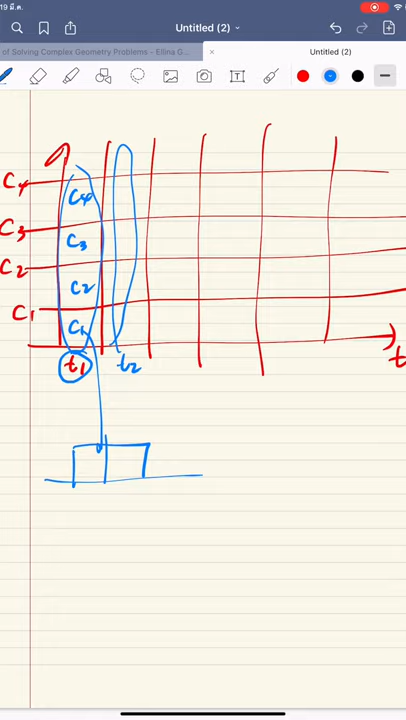 19 มี.ค.
Untitled (2)
of Solving Complex Geometry Problems - Ellina G...
Untitled (2)
C4
C4
C3
C3
C2
C2
C1
C1
t1
t2
t